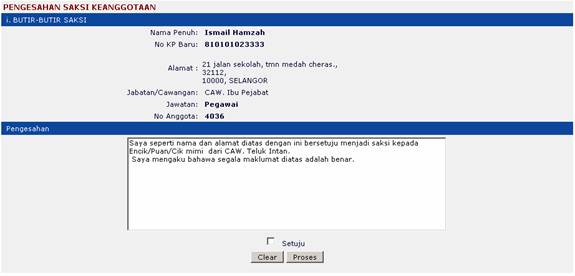 PENGESAHAN SAKSI KEANGGOTAAN
i. BUTIR-BUTIR SAKSI
Nama Penuh: Ismail Hamzah
No KP Baru: 810101023333
Alamat : 21 jalan sekolah, tmn medah cheras.,
32112,
10000, SELANGOR
Jabatan/Cawangan: CAW. Ibu Pejabat
Jawatan: Pegawai
No Anggota: 4036
Pengesahan
Saya seperti nama dan alamat diatas dengan ini bersetuju menjadi saksi kepada
Encik/Puan/Cik mimi dari CAW. Teluk Intan.
Saya mengaku bahawa segala maklumat diatas adalah benar.
Setuju
Clear Proses